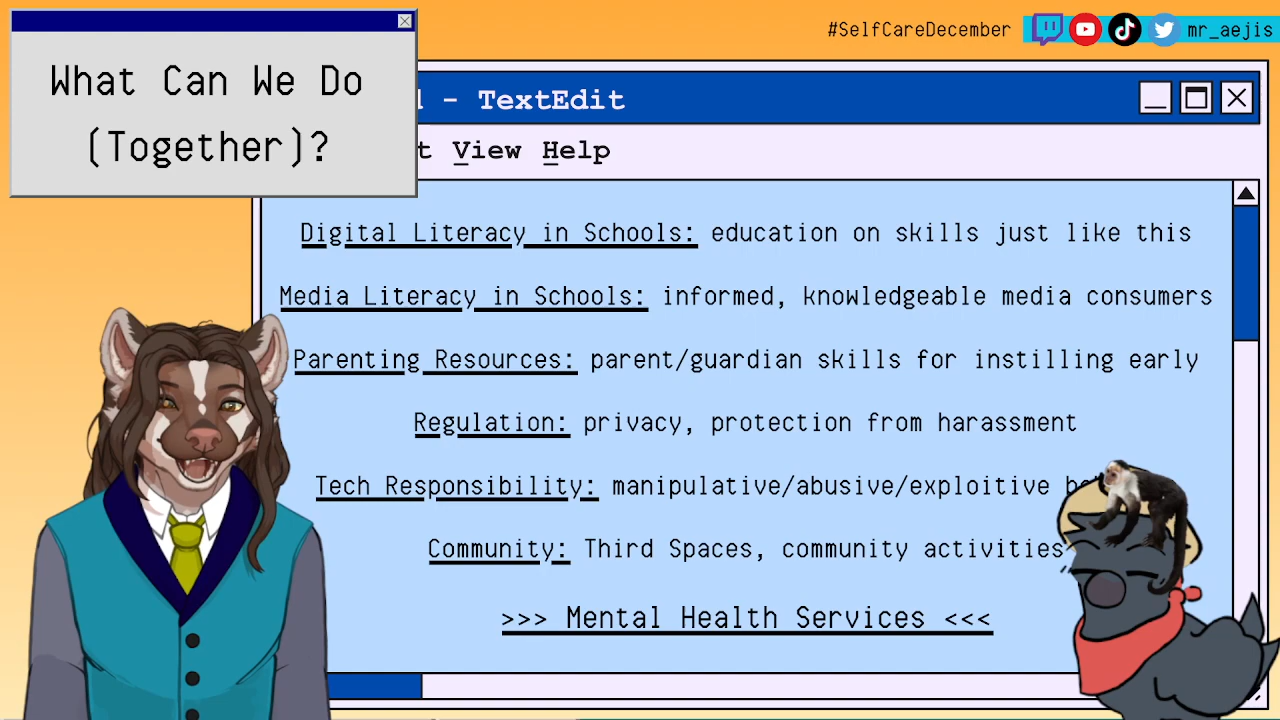 What Can We Do
(Together)?
#SelfCareDecember
mr_aejis
- TextEdit
View Help
Digital Literacy in Schools: education on skills just like this
Media Literacy in Schools: informed, knowledgeable media consumers
Parenting Resources: parent/guardian skills for instilling early
Regulation: privacy, protection from harassment
Tech Responsibility: manipulative/abusive/exploitive
Community: Third Spaces, community activities
>>> Mental Health Services <<<